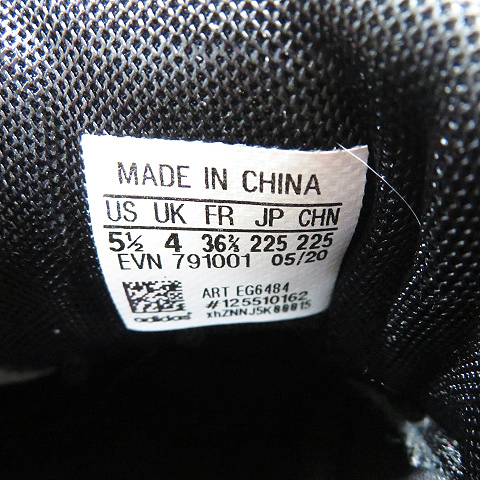 MADE IN CHINA
US UK FR JP CHN
5½ 4 36⅔ 225 225
EVN 791001 05/20
ART EG6484
#125510162
xhZNNJ5K00015
adidas